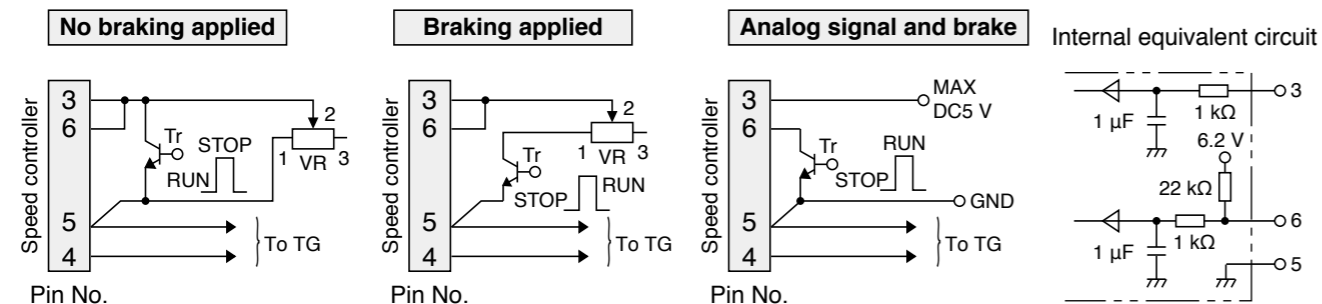 No braking applied
Speed controller
3
6
5
4
Tr
STOP
RUN
2
1 VR 3
To TG
Pin No.
Braking applied
Speed controller
3
6
5
4
Tr
2
1 VR 3
STOP
RUN
To TG
Pin No.
Analog signal and brake
Speed controller
3
6
5
4
MAX
DC5 V
Tr
RUN
STOP
GND
To TG
Pin No.
Internal equivalent circuit
3
1 µF
1 kΩ
6.2 V
22 kΩ
6
1 µF
1 kΩ
5